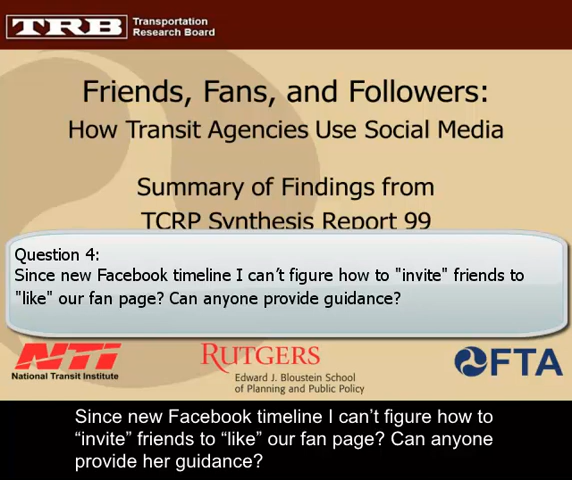 TRB Transportation
Research Board
Friends, Fans, and Followers:
How Transit Agencies Use Social Media
Summary of Findings from
TCRP Synthesis Report 99
Question 4:
Since new Facebook timeline I can't figure how to "invite" friends to
"like" our fan page? Can anyone provide guidance?
NTI
National Transit Institute
RUTGERS
Edward J. Bloustein School
of Planning and Public Policy
FTA
Since new Facebook timeline I can't figure how to
“invite” friends to “like” our fan page? Can anyone
provide her guidance?